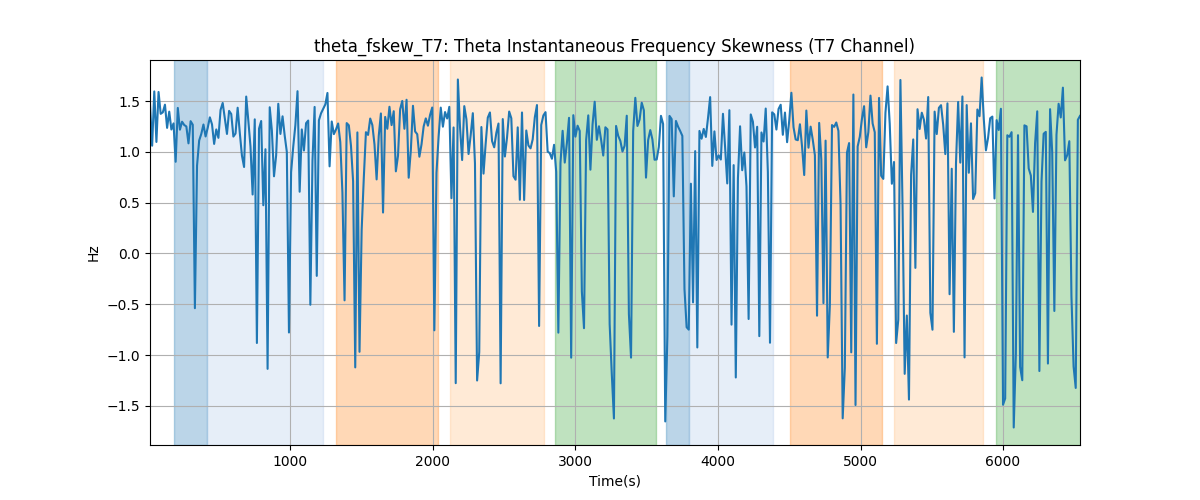 theta_fskew_T7: Theta Instantaneous Frequency Skewness (T7 Channel)
Hz
1.5
1.0
0.5
0.0
−0.5
−1.0
−1.5
1000 2000 3000 4000 5000 6000
Time(s)